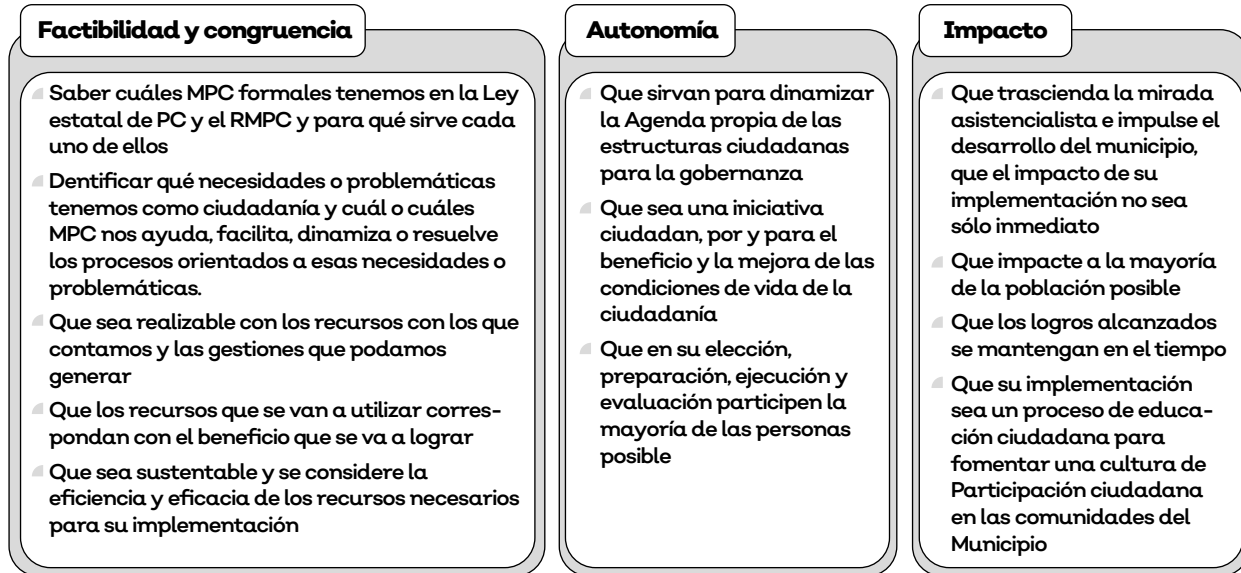 Factibilidad y congruencia
Saber cuáles MPC formales tenemos en la Ley
estatal de PC y el RMPC y para qué sirve cada
uno de ellos
Dentificar qué necesidades o problemáticas
tenemos como ciudadanía y cuál o cuáles
MPC nos ayuda, facilita, dinamiza o resuelve
los procesos orientados a esas necesidades o
problemáticas.
Que sea realizable con los recursos con los que
contamos y las gestiones que podamos
generar
Que los recursos que se van a utilizar corres-
pondan con el beneficio que se va a lograr
Que sea sustentable y se considere la
eficiencia y eficacia de los recursos necesarios
para su implementación
Autonomía
Que sirvan para dinamizar
la Agenda propia de las
estructuras ciudadanas
para la gobernanza
Que sea una iniciativa
ciudadan, por y para el
beneficio y la mejora de las
condiciones de vida de la
ciudadanía
Que en su elección,
preparación, ejecución y
evaluación participen la
mayoría de las personas
posible
Impacto
Que trascienda la mirada
asistencialista e impulse el
desarrollo del municipio,
que el impacto de su
implementación no sea
sólo inmediato
Que impacte a la mayoría
de la población posible
Que los logros alcanzados
se mantengan en el tiempo
Que su implementación
sea un proceso de educa-
ción ciudadana para
fomentar una cultura de
Participación ciudadana
en las comunidades del
Municipio